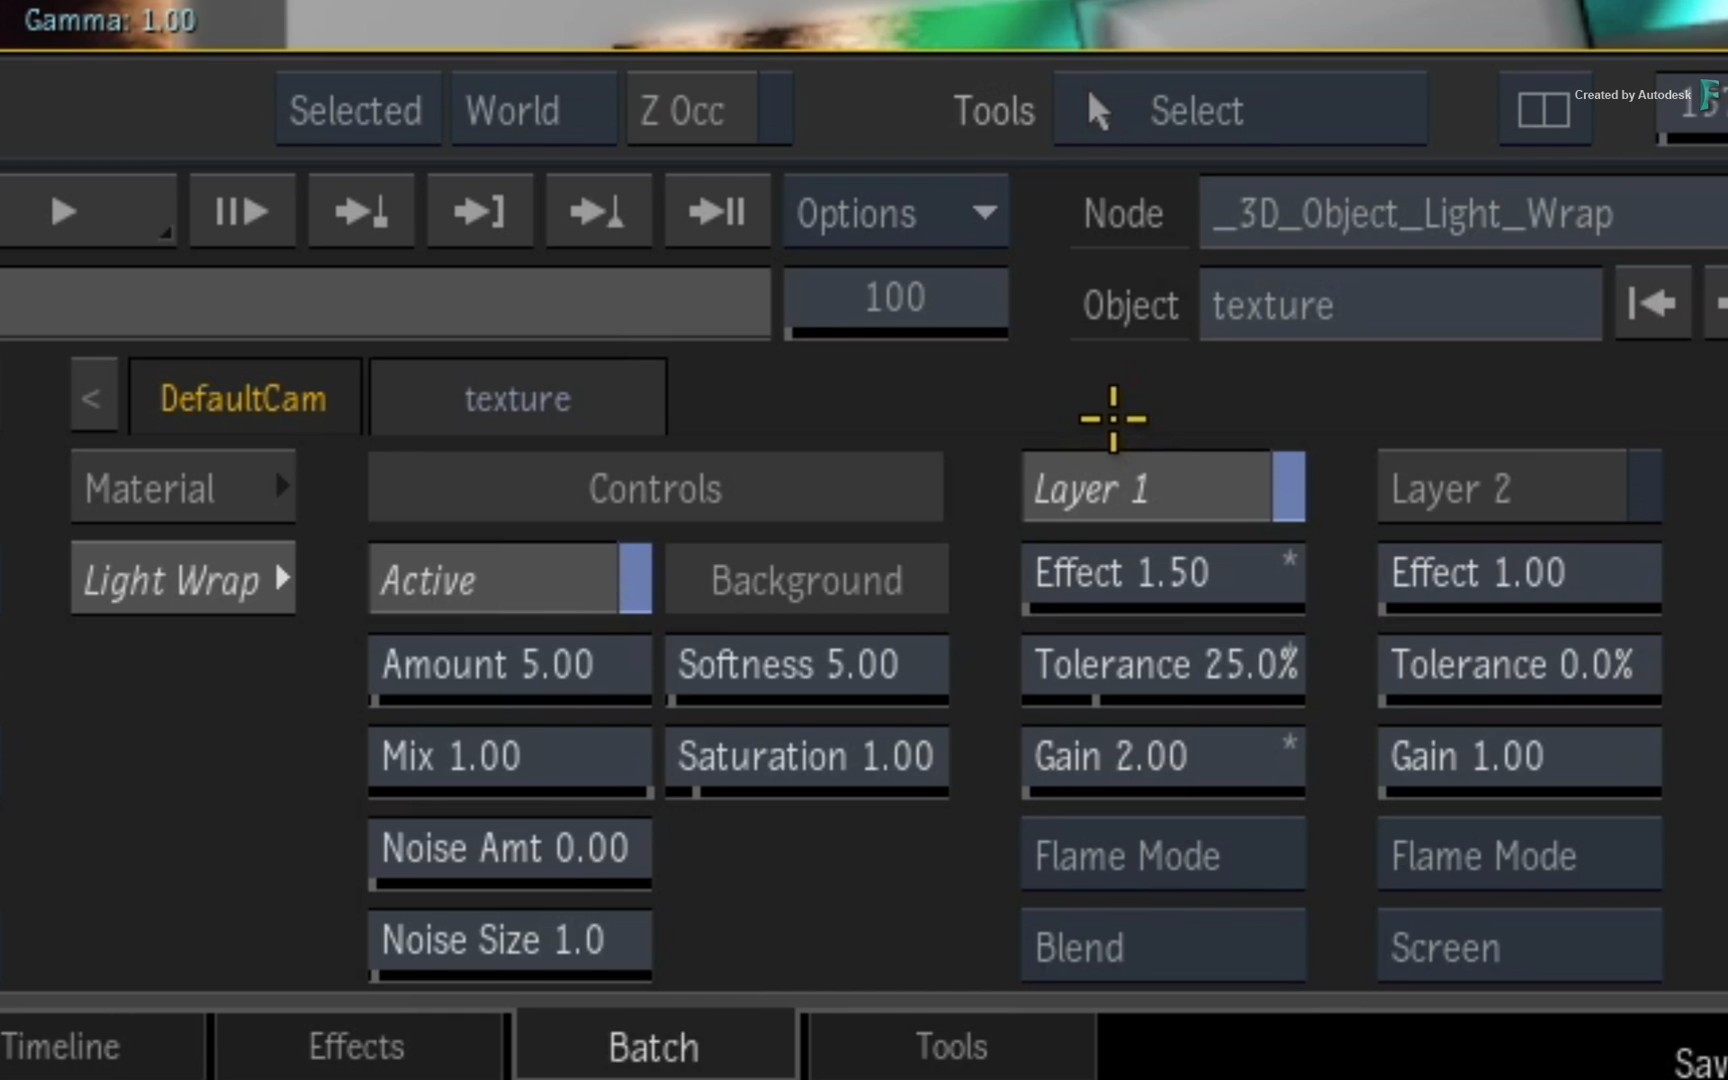 Gamma: 1.00
Selected World Z Occ Tools Select
Created by Autodesk
Options Node _3D_Object_Light_Wrap
100 Object texture
< DefaultCam texture
Material Controls Layer 1 Layer 2
Light Wrap Active Background Effect 1.50 * Effect 1.00
Amount 5.00 Softness 5.00 Tolerance 25.0% Tolerance 0.0%
Mix 1.00 Saturation 1.00 Gain 2.00 * Gain 1.00
Noise Amt 0.00 Flame Mode Flame Mode
Noise Size 1.0 Blend Screen
Timeline Effects Batch Tools